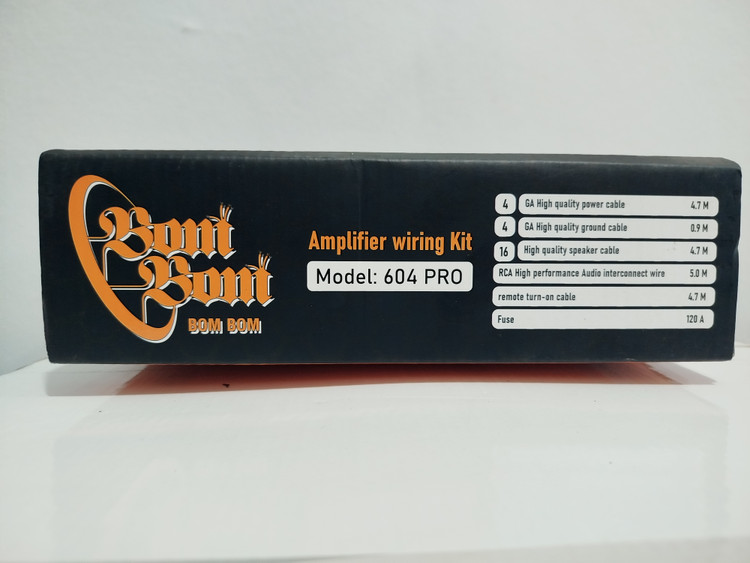 Bom
Bom
BOM BOM
Amplifier wiring Kit
Model: 604 PRO
4 GA High quality power cable 4.7 M
4 GA High quality ground cable 0.9 M
16 High quality speaker cable 4.7 M
RCA High performance Audio interconnect wire 5.0 M
remote turn-on cable 4.7 M
Fuse 120 A